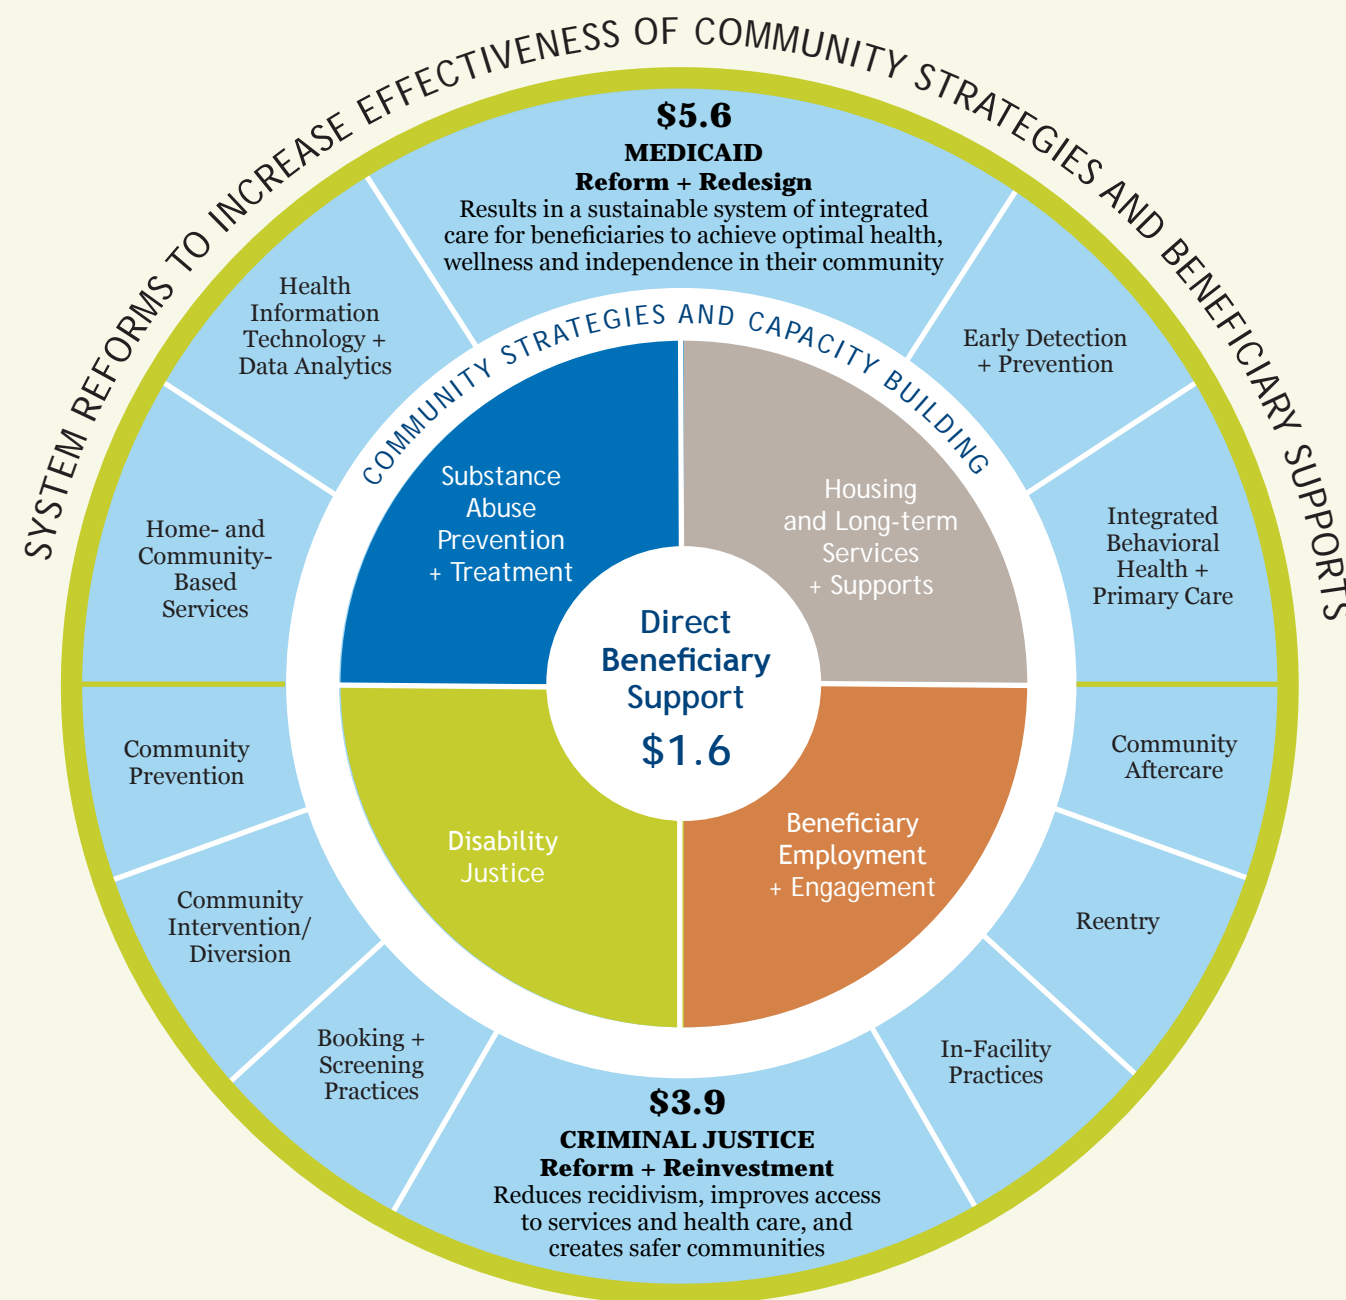 SYSTEM REFORMS TO INCREASE EFFECTIVENESS OF COMMUNITY STRATEGIES AND BENEFICIARY SUPPORTS
$5.6
MEDICAID
Reform + Redesign
Results in a sustainable system of integrated
care for beneficiaries to achieve optimal health,
wellness and independence in their community
Health
Information
Technology +
Data Analytics
Early Detection
+ Prevention
Home- and
Community-
Based
Services
Integrated
Behavioral
Health +
Primary Care
COMMUNITY STRATEGIES AND CAPACITY BUILDING
Substance
Abuse
Prevention
+ Treatment
Housing
and Long-term
Services
+ Supports
Direct
Beneficiary
Support
$1.6
Disability
Justice
Beneficiary
Employment
+ Engagement
Community
Prevention
Community
Aftercare
Community
Intervention/
Diversion
Reentry
Booking +
Screening
Practices
In-Facility
Practices
$3.9
CRIMINAL JUSTICE
Reform + Reinvestment
Reduces recidivism, improves access
to services and health care, and
creates safer communities